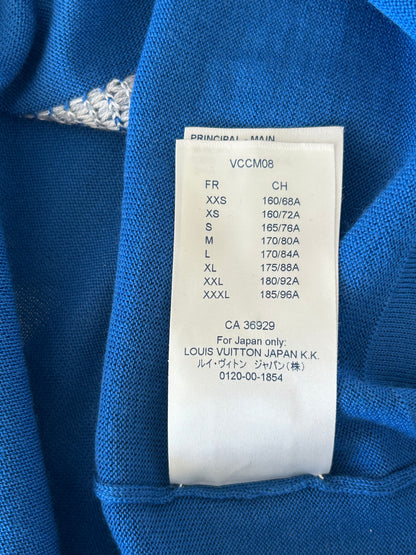 PRINCIPAL - MAIN
VCCM08
FR CH
XXS 160/68A
XS 160/72A
S 165/76A
M 170/80A
L 170/84A
XL 175/88A
XXL 180/92A
XXXL 185/96A
CA 36929
For Japan only:
LOUIS VUITTON JAPAN K.K.
ルイ・ヴィトン ジャパン(株)
0120-00-1854